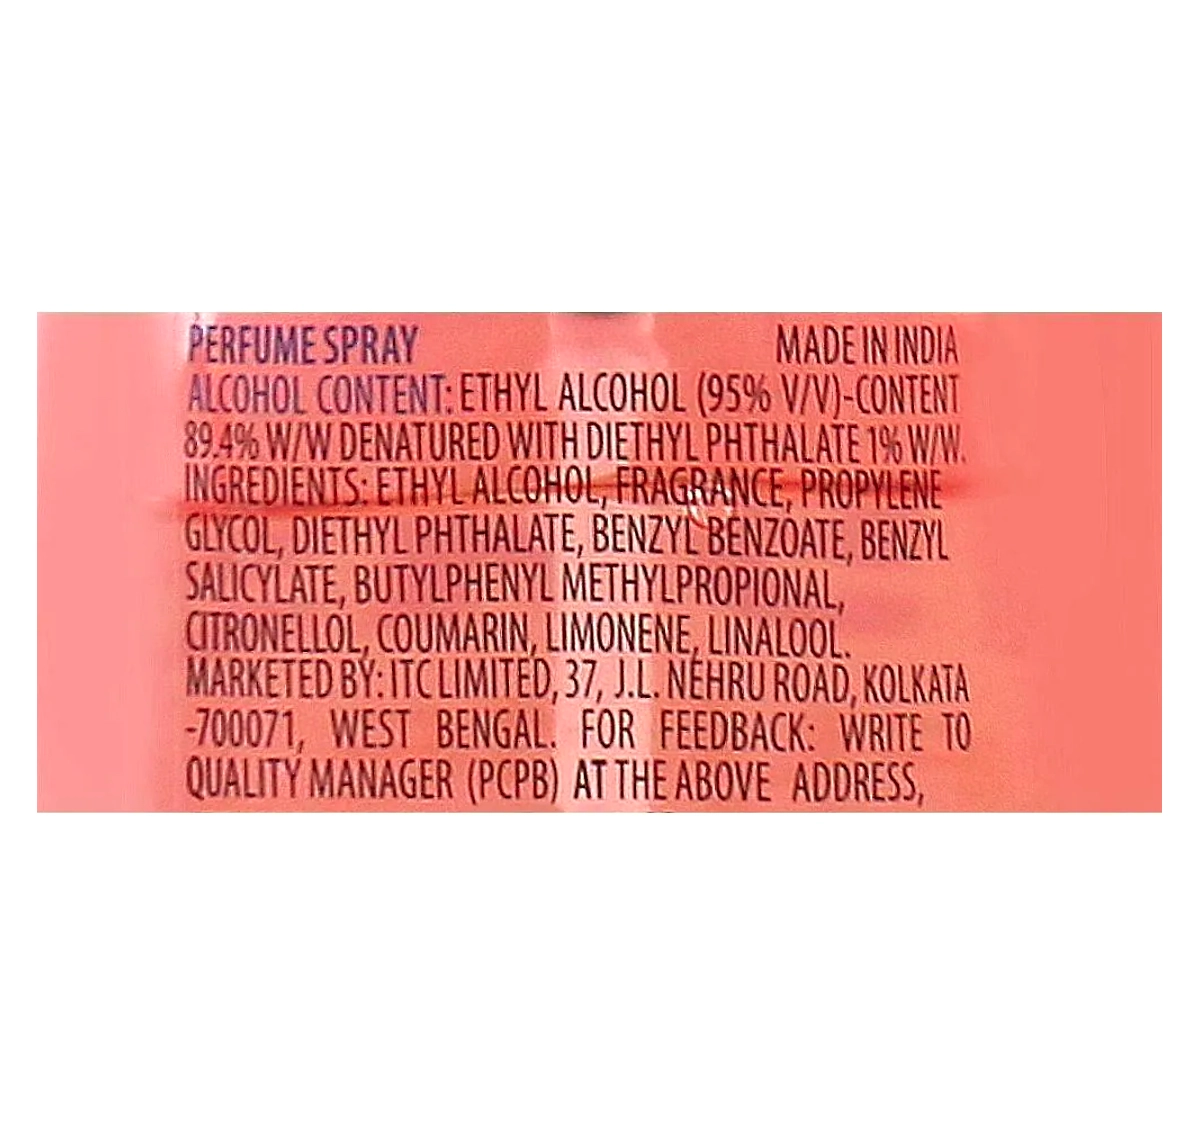 PERFUME SPRAY MADE IN INDIA
ALCOHOL CONTENT: ETHYL ALCOHOL (95% V/V)-CONTENT
89.4% W/W DENATURED WITH DIETHYL PHTHALATE 1% W/W.
INGREDIENTS: ETHYL ALCOHOL, FRAGRANCE, PROPYLENE
GLYCOL, DIETHYL PHTHALATE, BENZYL BENZOATE, BENZYL
SALICYLATE, BUTYLPHENYL METHYLPROPIONAL,
CITRONELLOL, COUMARIN, LIMONENE, LINALOOL.
MARKETED BY: ITC LIMITED, 37, J.L. NEHRU ROAD, KOLKATA
-700071, WEST BENGAL. FOR FEEDBACK: WRITE TO
QUALITY MANAGER (PCPB) AT THE ABOVE ADDRESS,